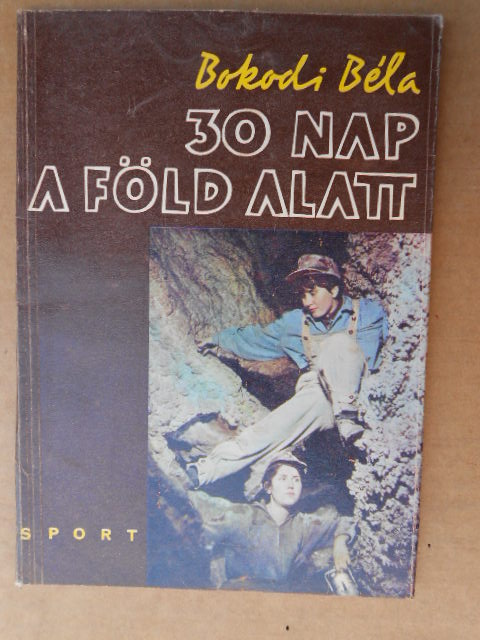 Bokodi Béla
30 NAP
A FÖLD ALATT
SPORT